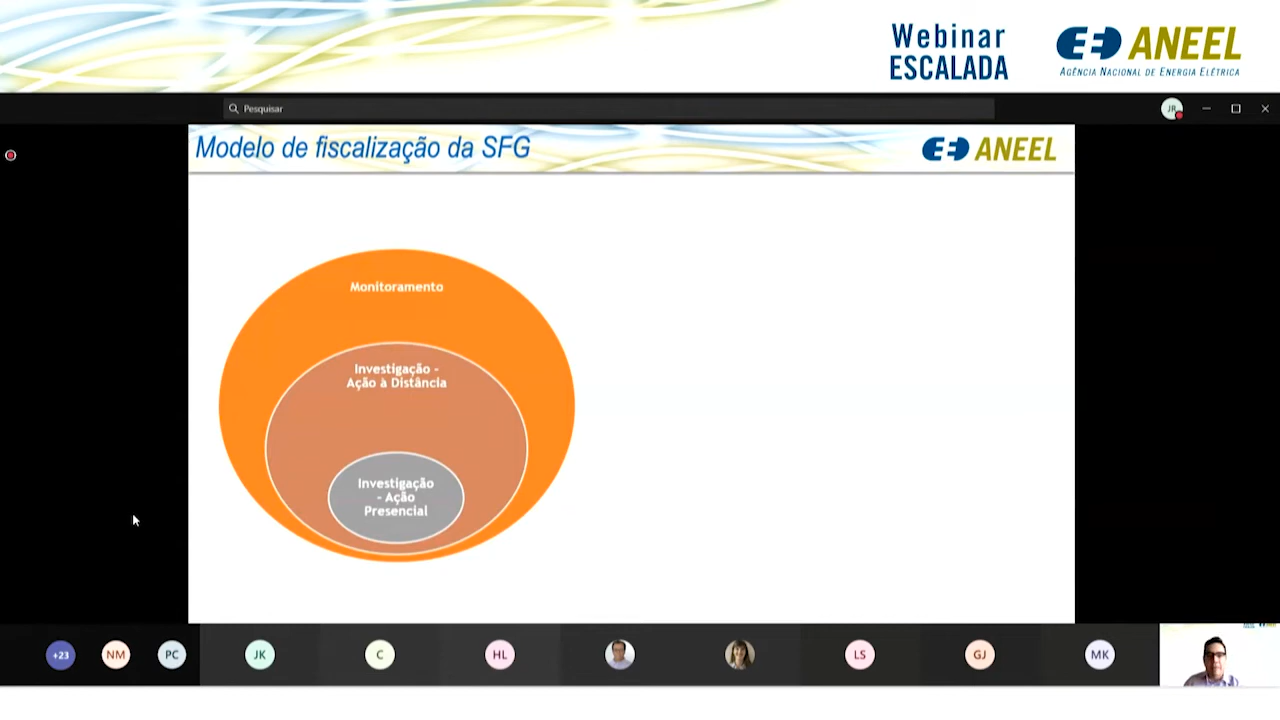 Webinar
ESCALADA
ANEEL
AGÊNCIA NACIONAL DE ENERGIA ELÉTRICA
Pesquisar
JR
Modelo de fiscalização da SFG
ANEEL
Monitoramento
Investigação -
Ação à Distância
Investigação
- Ação
Presencial
+23
NM
PC
JK
C
HL
LS
GJ
MK